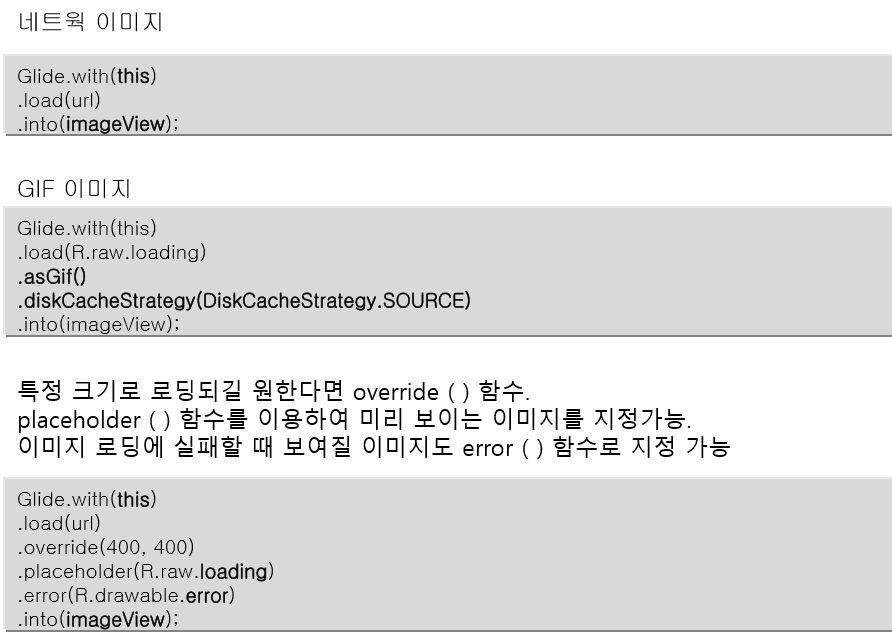 네트웍 이미지
Glide.with(this)
.load(url)
.into(imageView);
GIF 이미지
Glide.with(this)
.load(R.raw.loading)
.asGif()
.diskCacheStrategy(DiskCacheStrategy.SOURCE)
.into(imageView);
특정 크기로 로딩되길 원한다면 override ( ) 함수.
placeholder ( ) 함수를 이용하여 미리 보이는 이미지를 지정가능.
이미지 로딩에 실패할 때 보여질 이미지도 error ( ) 함수로 지정 가능
Glide.with(this)
.load(url)
.override(400, 400)
.placeholder(R.raw.loading)
.error(R.drawable.error)
.into(imageView);